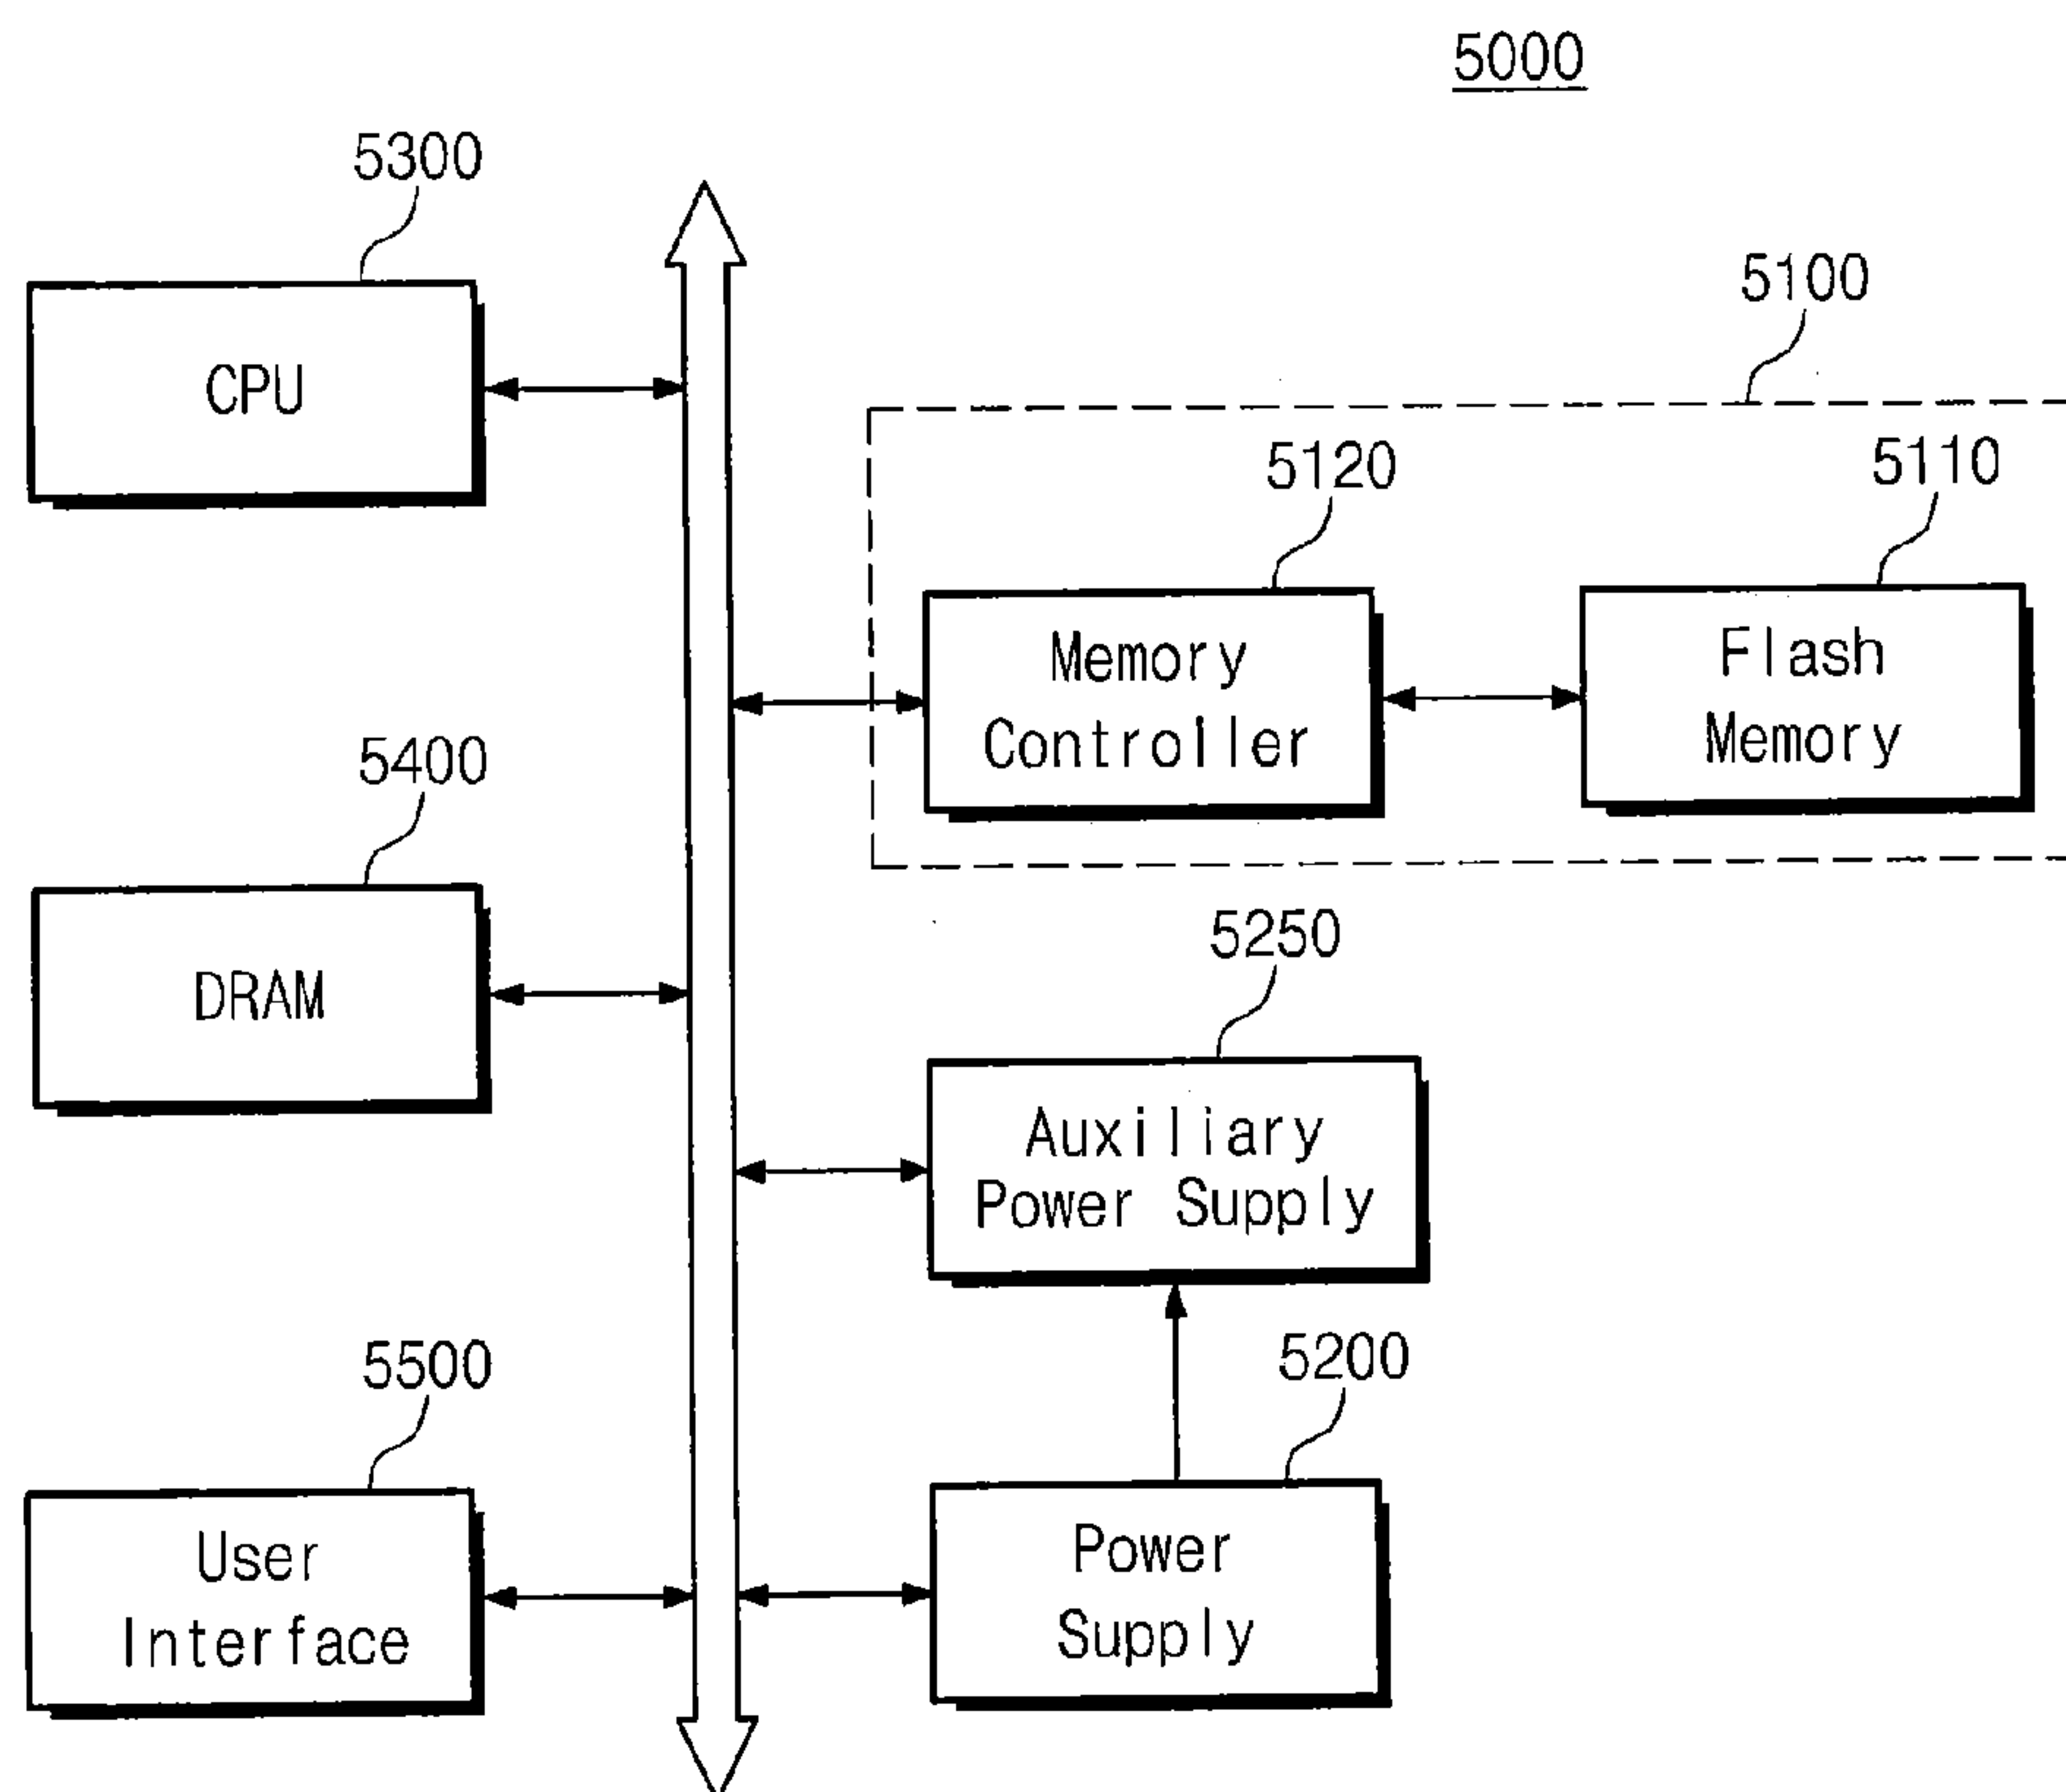 5000
5300
CPU
5100
5120
5110
Memory
Controller
Flash
Memory
5400
DRAM
5250
Auxiliary
Power Supply
5500
User
Interface
5200
Power
Supply